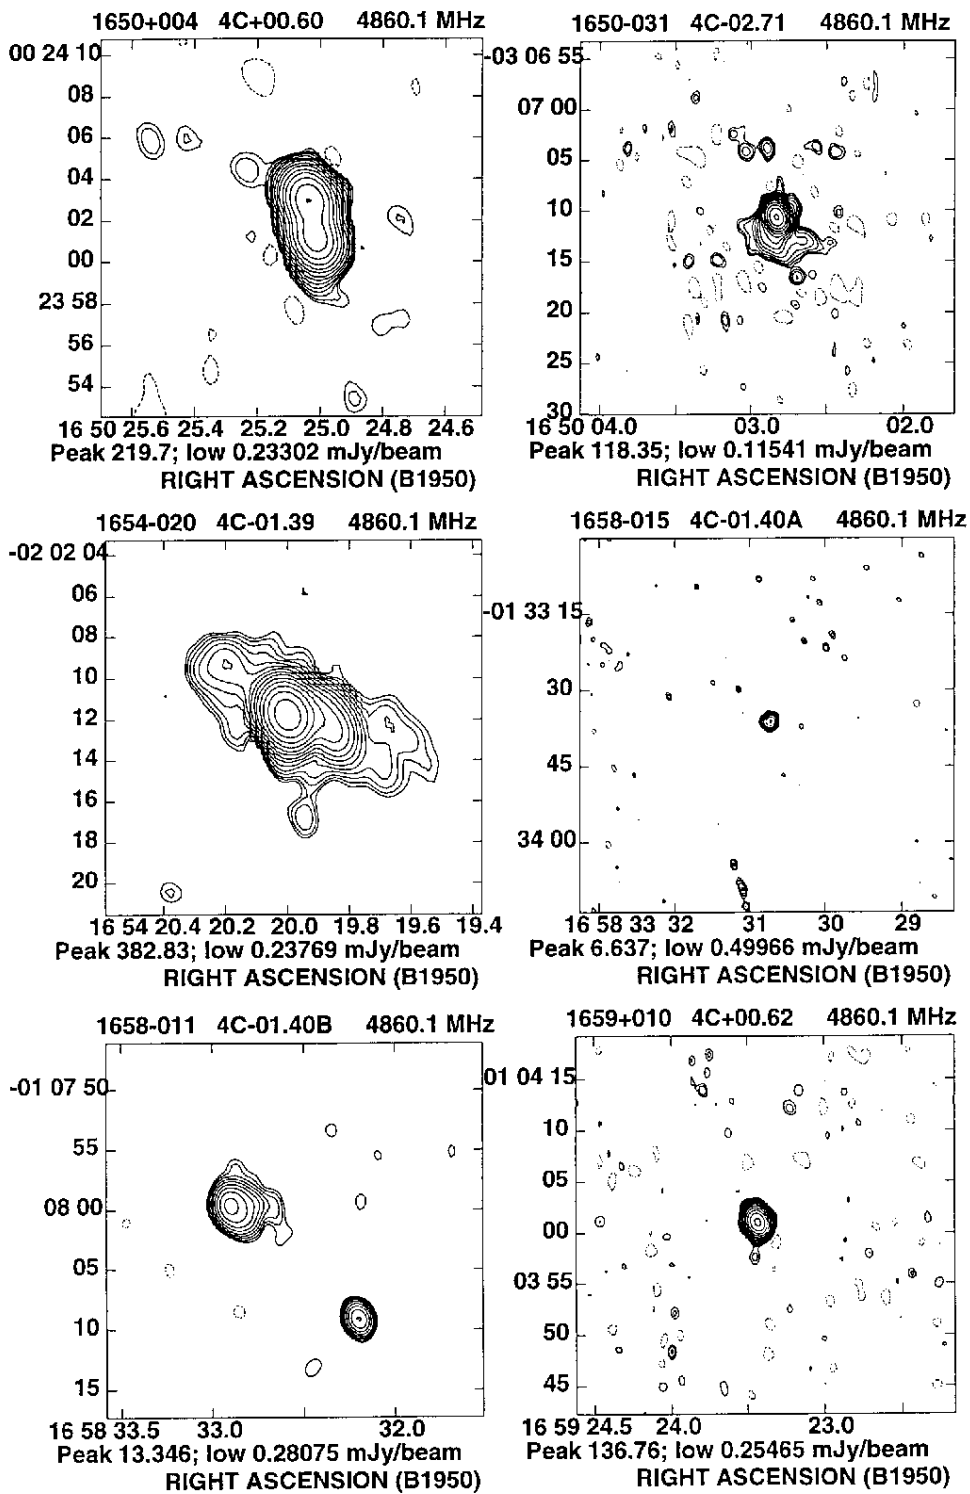 1650+004 4C+00.60 4860.1 MHz
00 24 10
08
06
04
02
00
23 58
56
54
16 50 25.6 25.4 25.2 25.0 24.8 24.6
Peak 219.7; low 0.23302 mJy/beam
RIGHT ASCENSION (B1950)
1650-031 4C-02.71 4860.1 MHz
-03 06 55
07 00
05
10
15
20
25
30
16 50 04.0 03.0 02.0
Peak 118.35; low 0.11541 mJy/beam
RIGHT ASCENSION (B1950)
1654-020 4C-01.39 4860.1 MHz
-02 02 04
06
08
10
12
14
16
18
20
16 54 20.4 20.2 20.0 19.8 19.6 19.4
Peak 382.83; low 0.23769 mJy/beam
RIGHT ASCENSION (B1950)
1658-015 4C-01.40A 4860.1 MHz
-01 33 15
30
45
34 00
16 58 33 32 31 30 29
Peak 6.637; low 0.49966 mJy/beam
RIGHT ASCENSION (B1950)
1658-011 4C-01.40B 4860.1 MHz
-01 07 50
55
08 00
05
10
15
16 58 33.5 33.0 32.0
Peak 13.346; low 0.28075 mJy/beam
RIGHT ASCENSION (B1950)
1659+010 4C+00.62 4860.1 MHz
01 04 15
10
05
00
03 55
50
45
16 59 24.5 24.0 23.0
Peak 136.76; low 0.25465 mJy/beam
RIGHT ASCENSION (B1950)